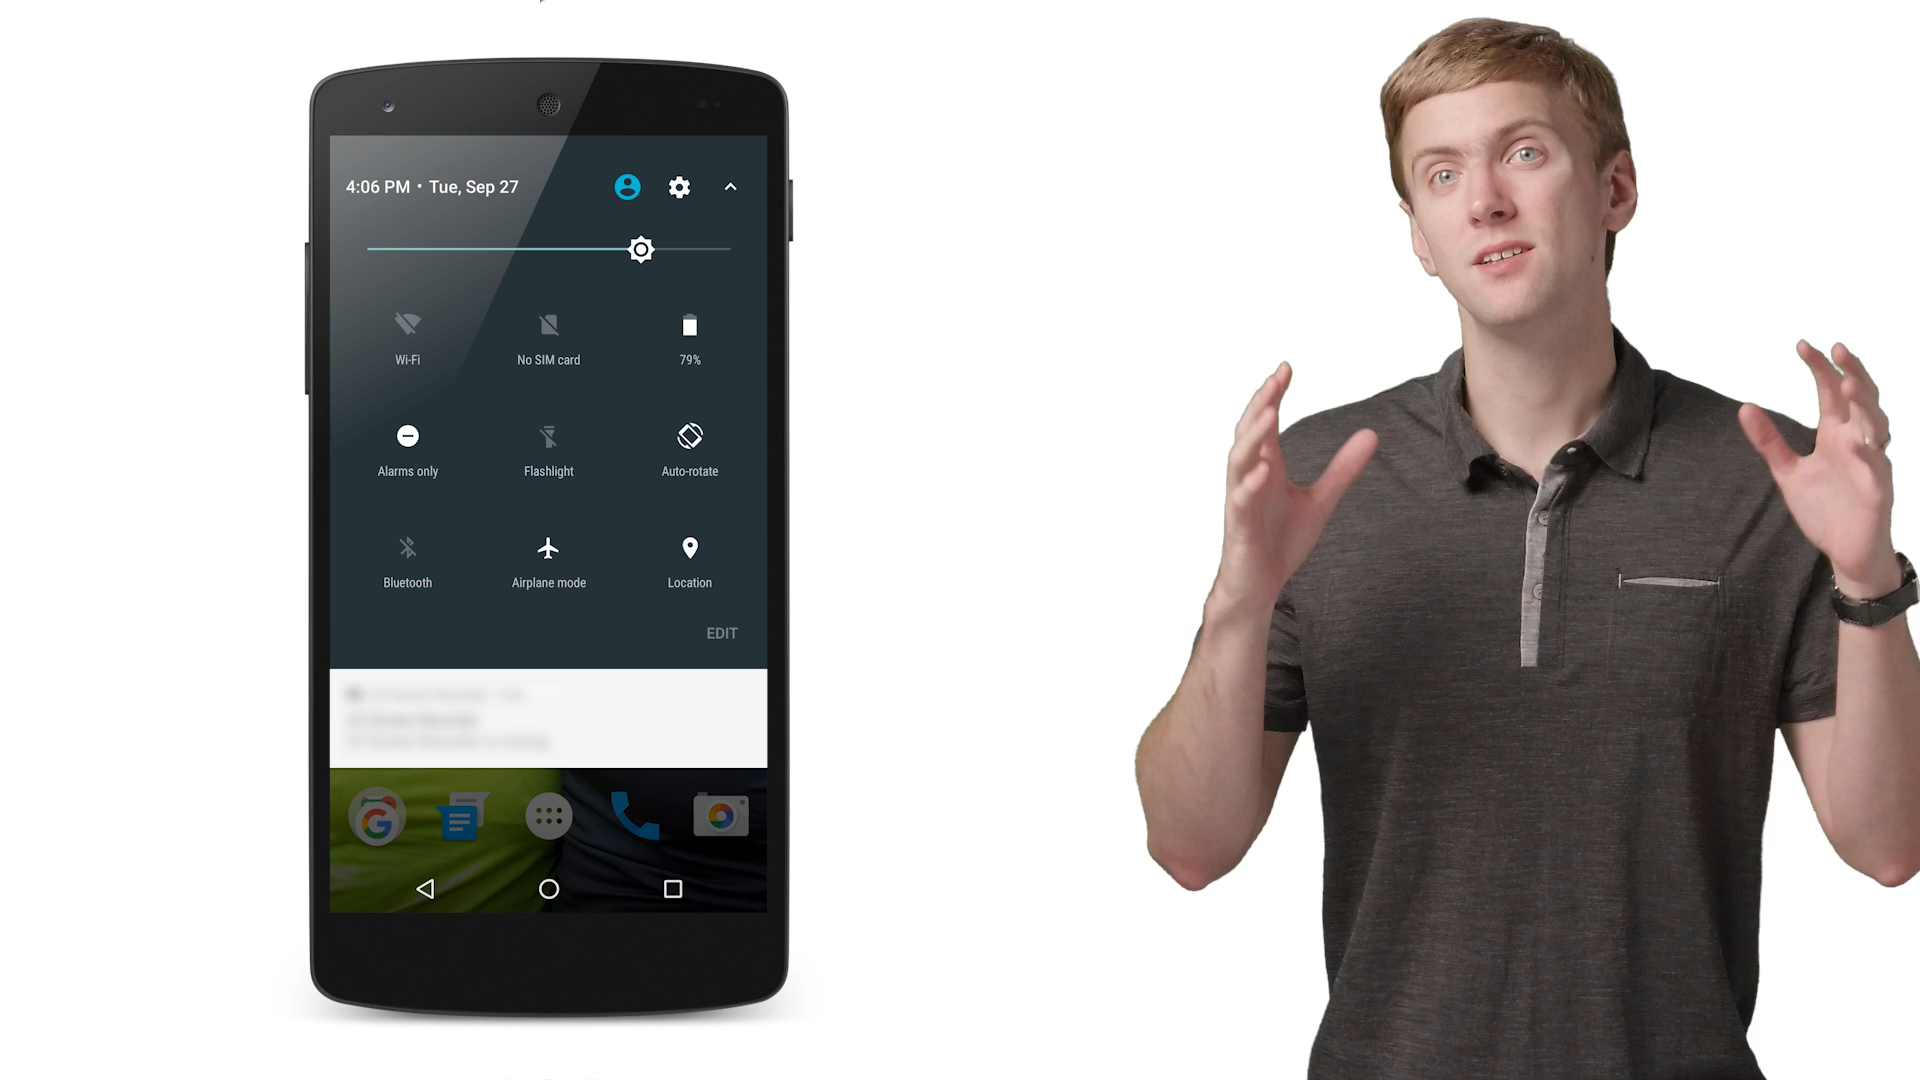 4:06 PM • Tue, Sep 27
Wi-Fi
No SIM card
79%
Alarms only
Flashlight
Auto-rotate
Bluetooth
Airplane mode
Location
EDIT